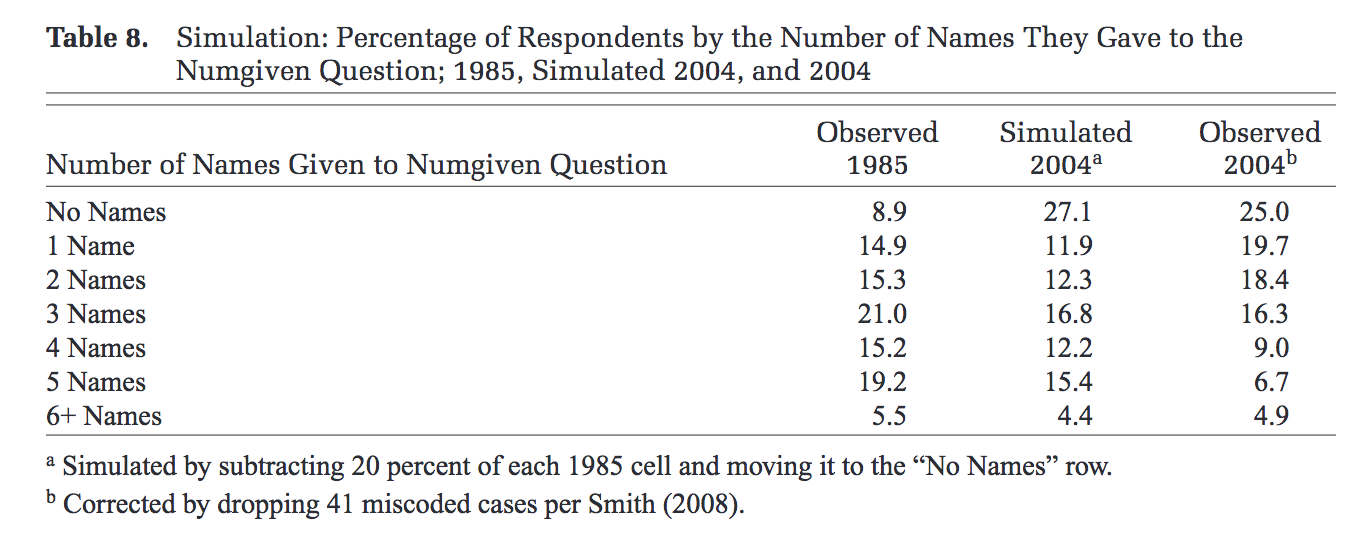 Table 8. Simulation: Percentage of Respondents by the Number of Names They Gave to the
Numgiven Question; 1985, Simulated 2004, and 2004
Observed Simulated Observed
Number of Names Given to Numgiven Question 1985 2004a 2004b
No Names 8.9 27.1 25.0
1 Name 14.9 11.9 19.7
2 Names 15.3 12.3 18.4
3 Names 21.0 16.8 16.3
4 Names 15.2 12.2 9.0
5 Names 19.2 15.4 6.7
6+ Names 5.5 4.4 4.9
a Simulated by subtracting 20 percent of each 1985 cell and moving it to the “No Names” row.
b Corrected by dropping 41 miscoded cases per Smith (2008).